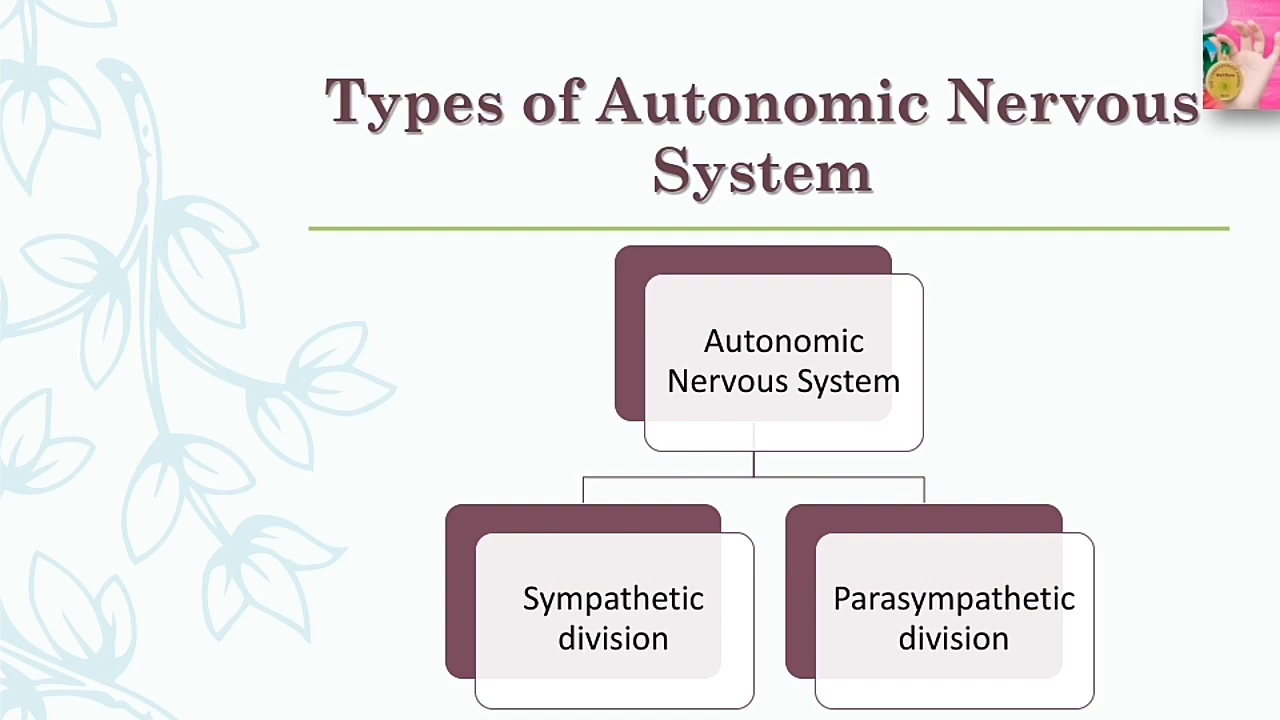 Types of Autonomic Nervous
System
Autonomic
Nervous System
Sympathetic
division
Parasympathetic
division